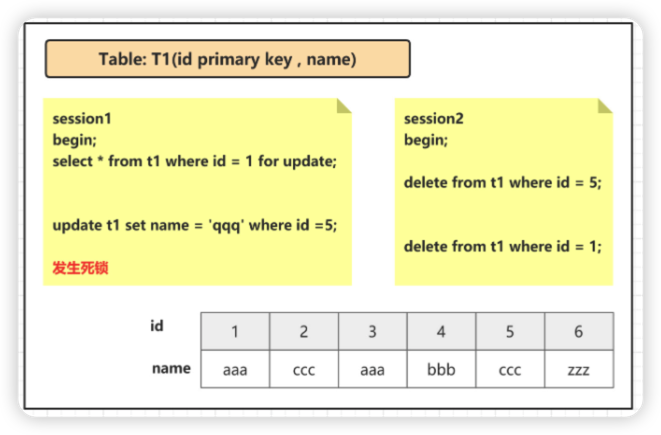 Table: T1(id primary key , name)
session1
begin;
select * from t1 where id = 1 for update;
update t1 set name = 'qqq' where id =5;
发生死锁
session2
begin;
delete from t1 where id = 5;
delete from t1 where id = 1;
id 1 2 3 4 5 6
name aaa ccc aaa bbb ccc zzz